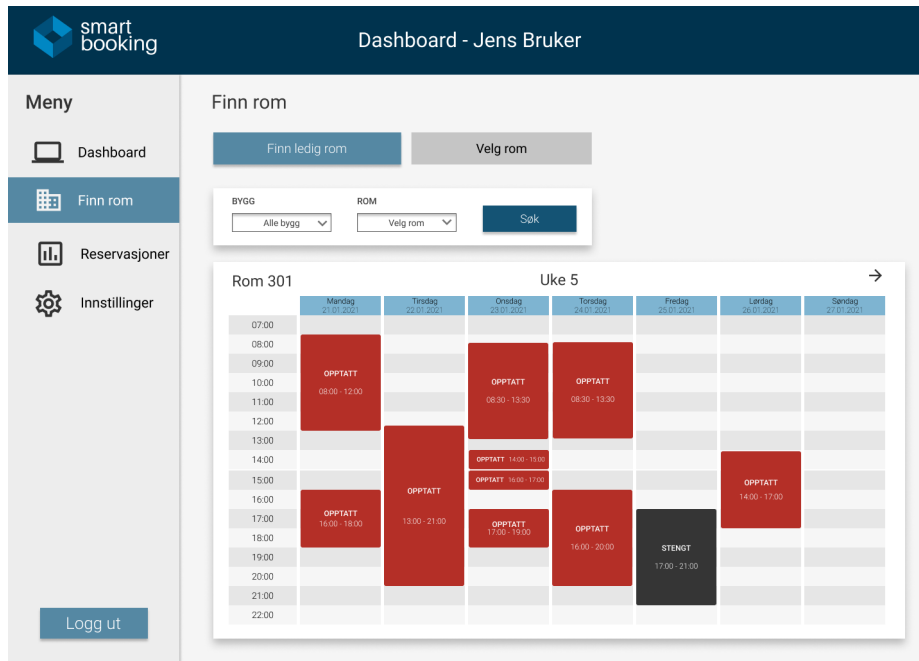 smart
booking
Dashboard - Jens Bruker
Meny
Dashboard
Finn rom
Reservasjoner
Innstillinger
Logg ut
Finn rom
Finn ledig rom
Velg rom
BYGG
ROM
Alle bygg
Velg rom
Søk
Rom 301
Uke 5
Mandag
21.01.2021
Tirsdag
22.01.2021
Onsdag
23.01.2021
Torsdag
24.01.2021
Fredag
25.01.2021
Lørdag
26.01.2021
Søndag
27.01.2021
07:00
08:00
09:00
10:00
11:00
12:00
13:00
14:00
15:00
16:00
17:00
18:00
19:00
20:00
21:00
22:00
OPPTATT
08:00 - 12:00
OPPTATT
16:00 - 18:00
OPPTATT
13:00 - 21:00
OPPTATT
08:30 - 13:30
OPPTATT 14:00 - 15:00
OPPTATT 16:00 - 17:00
OPPTATT
17:00 - 19:00
OPPTATT
08:30 - 13:30
OPPTATT
16:00 - 20:00
STENGT
17:00 - 21:00
OPPTATT
14:00 - 17:00